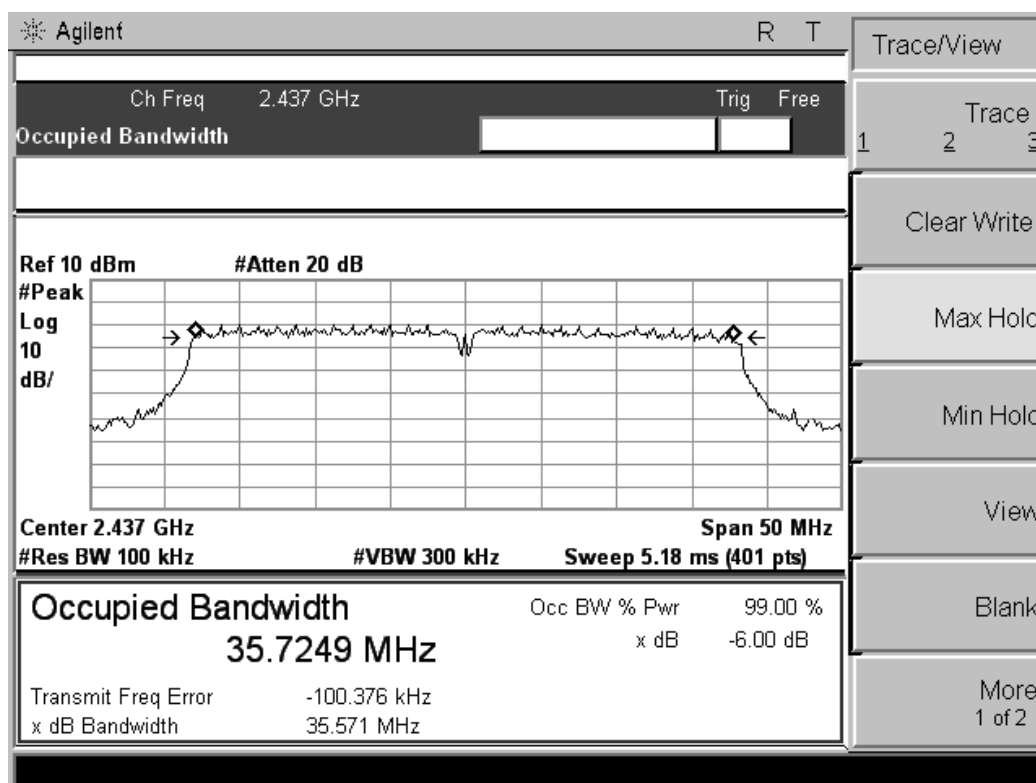 Agilent R T
Trace/View
Ch Freq 2.437 GHz Trig Free
Occupied Bandwidth
Trace
1 2 3
Clear Write
Ref 10 dBm #Atten 20 dB
#Peak
Log
10
dB/
Max Hold
Min Hold
Center 2.437 GHz Span 50 MHz
#Res BW 100 kHz #VBW 300 kHz Sweep 5.18 ms (401 pts)
View
Occupied Bandwidth
35.7249 MHz
Occ BW % Pwr 99.00 %
x dB -6.00 dB
Transmit Freq Error -100.376 kHz
x dB Bandwidth 35.571 MHz
Blank
More
1 of 2